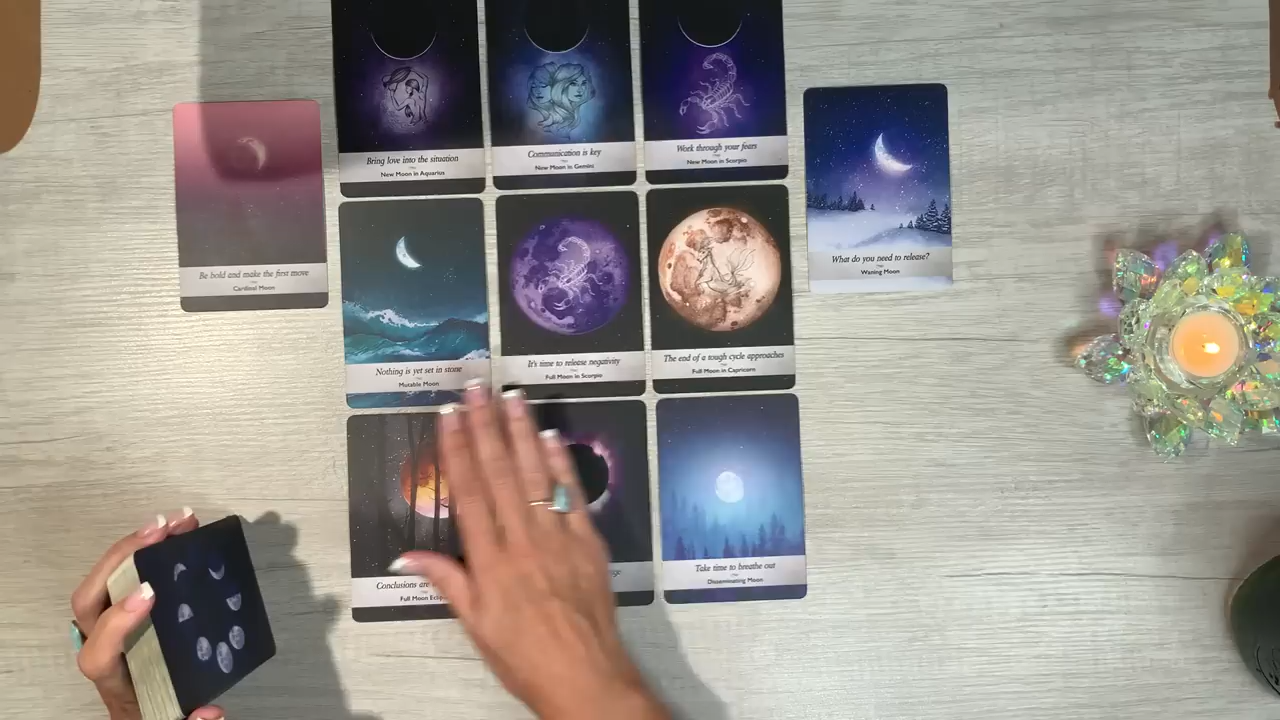 Bring love into the situation
New Moon in Aquarius
Communication is key
New Moon in Gemini
Work through your fears
New Moon in Scorpio
Be bold and make the first move
Cardinal Moon
What do you need to release?
Waning Moon
Nothing is yet set in stone
Mutable Moon
It's time to release negativity
Full Moon in Scorpio
The end of a tough cycle approaches
Full Moon in Capricorn
Conclusions are
Full Moon
Take time to breathe out
Disseminating Moon